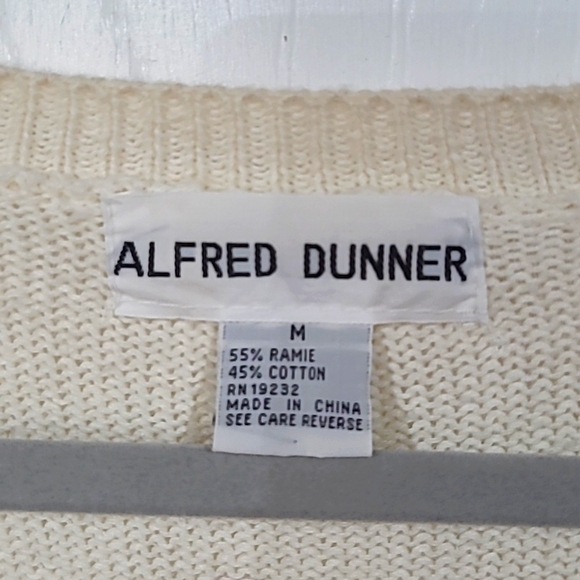 ALFRED DUNNER
M
55% RAMIE
45% COTTON
RN 19232
MADE IN CHINA
SEE CARE REVERSE